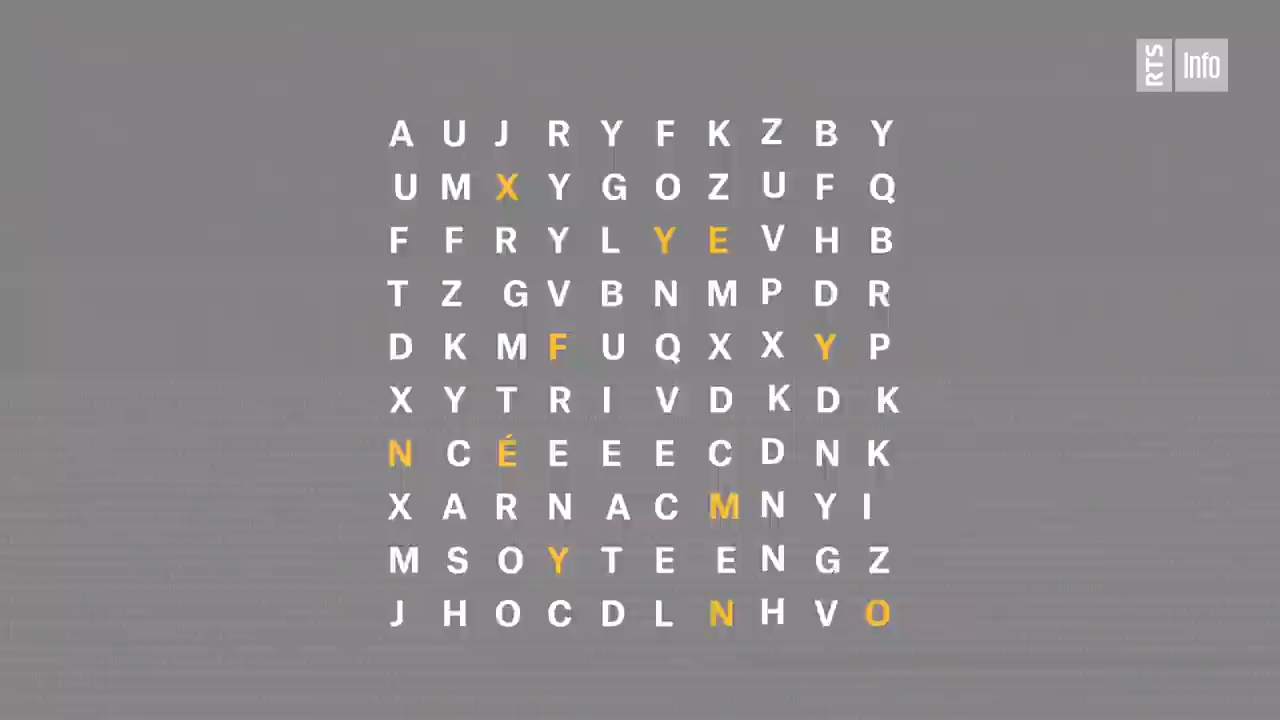 RTS Info
A U J R Y F K Z B Y
U M X Y G O Z U F Q
F F R Y L Y E V H B
T Z G V B N M P D R
D K M F U Q X X Y P
X Y T R I V D K D K
N C É E E E C D N K
X A R N A C M N Y I
M S O Y T E E N G Z
J H O C D L N H V O